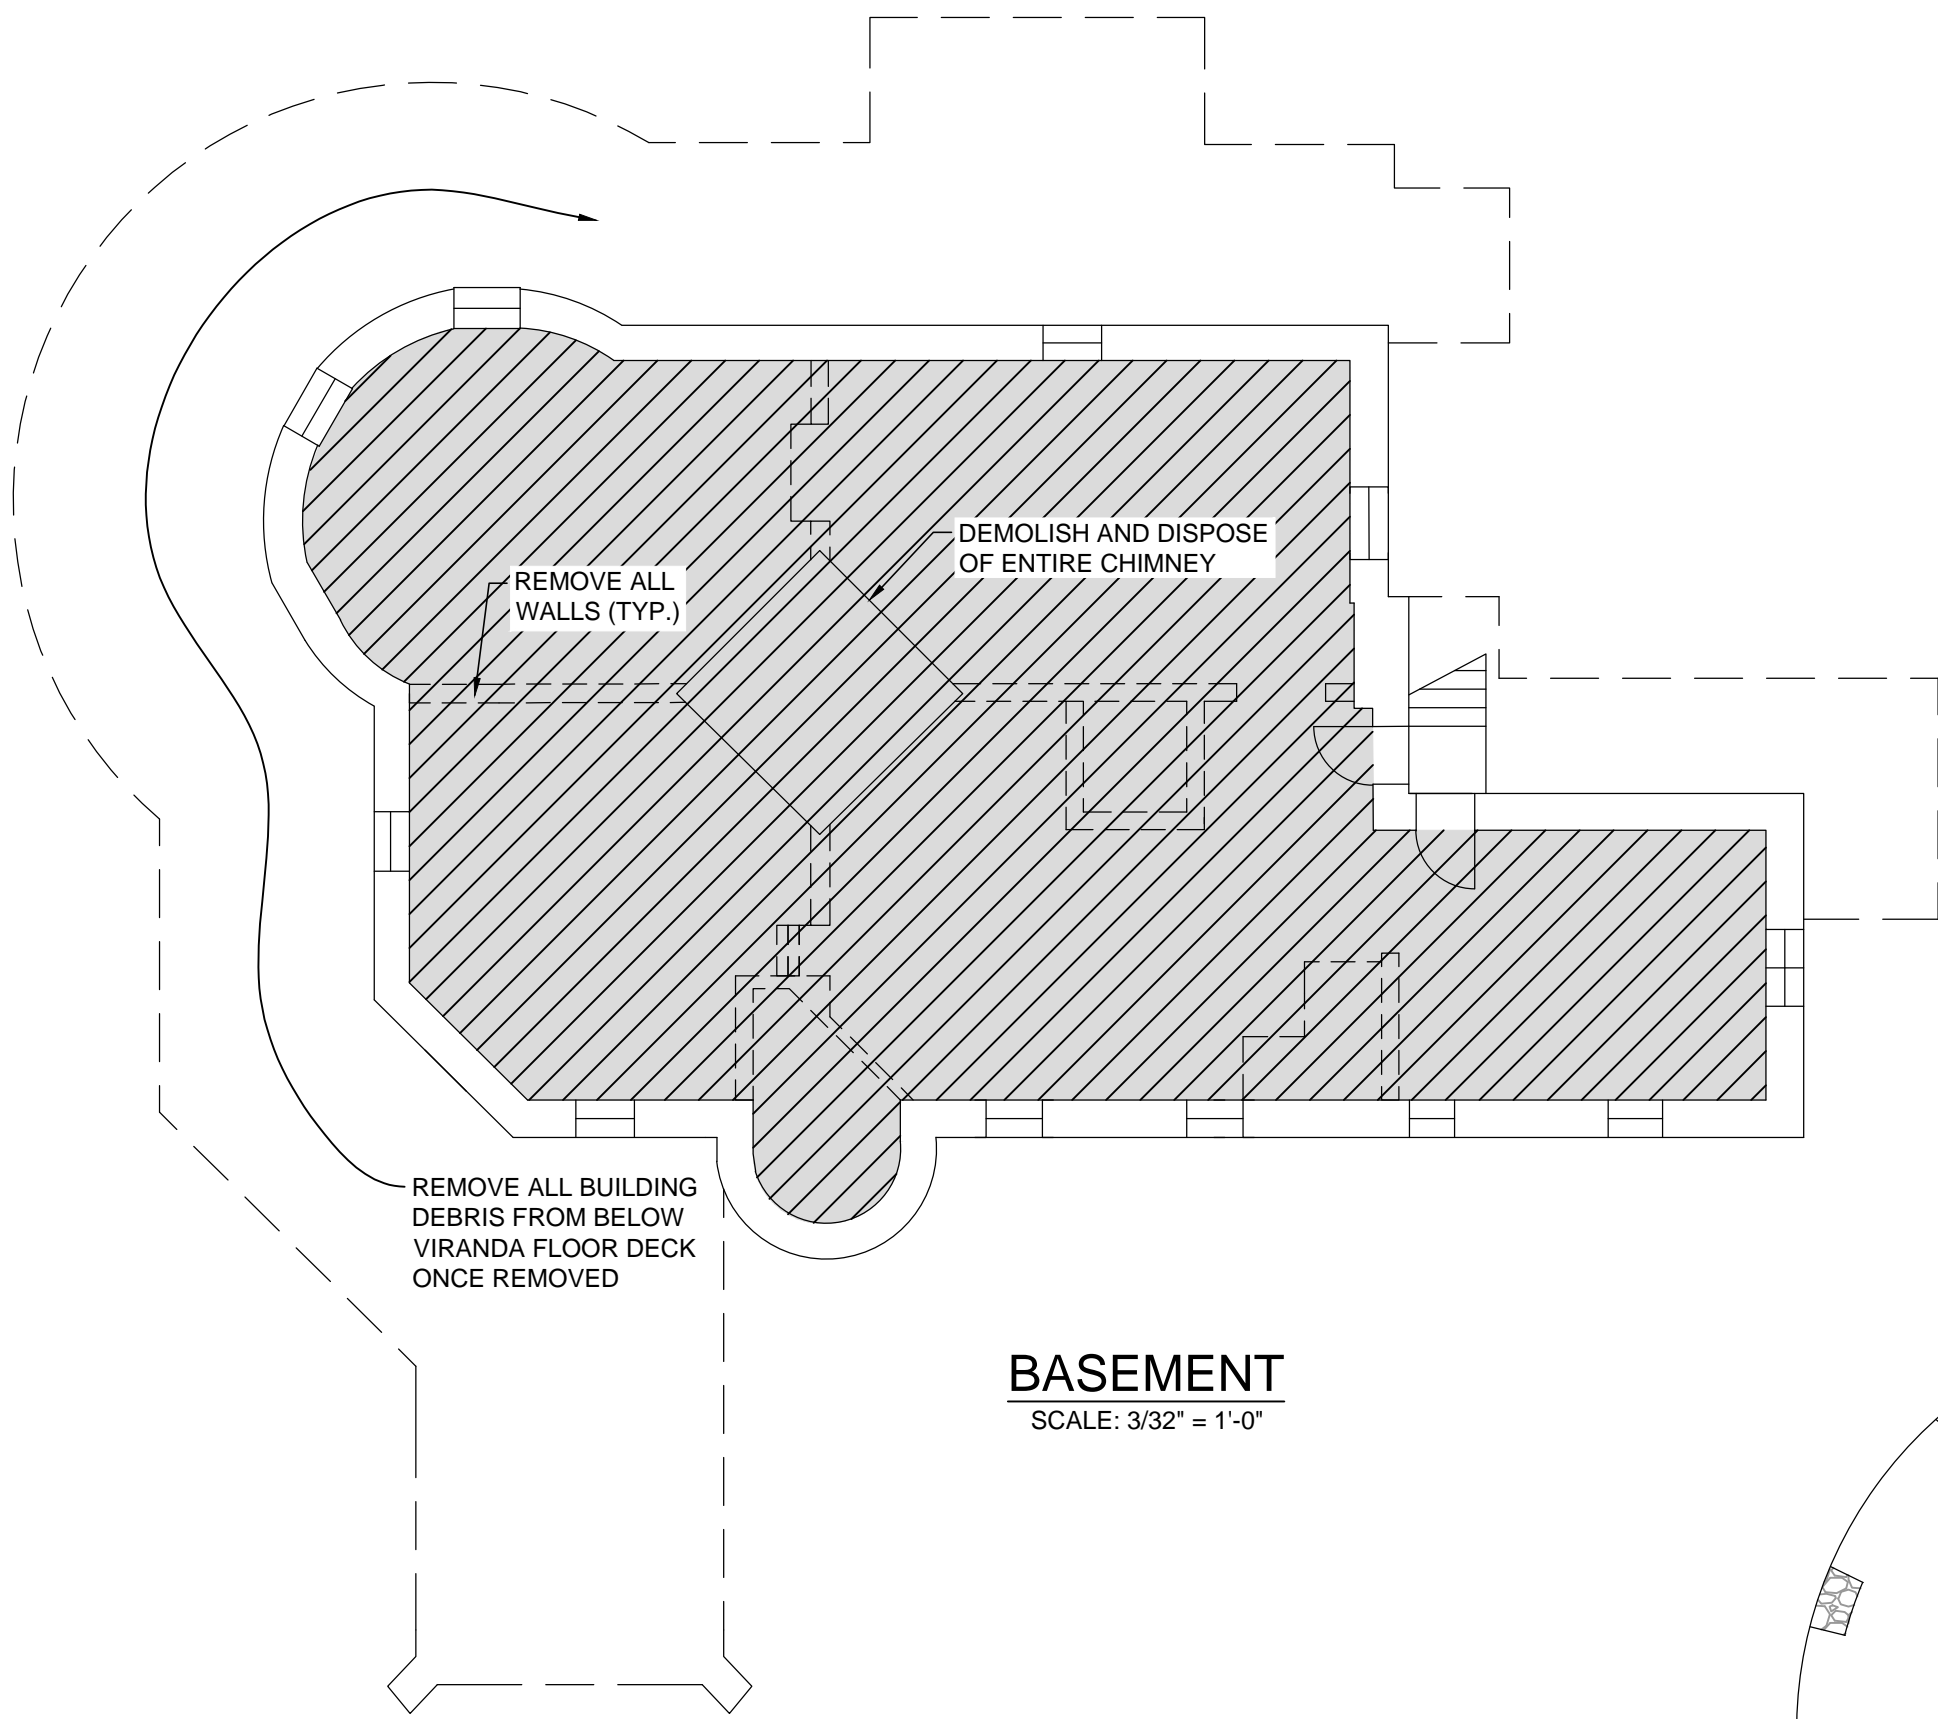 DEMOLISH AND DISPOSE
OF ENTIRE CHIMNEY
REMOVE ALL
WALLS (TYP.)
REMOVE ALL BUILDING
DEBRIS FROM BELOW
VIRANDA FLOOR DECK
ONCE REMOVED
BASEMENT
SCALE: 3/32" = 1'-0"